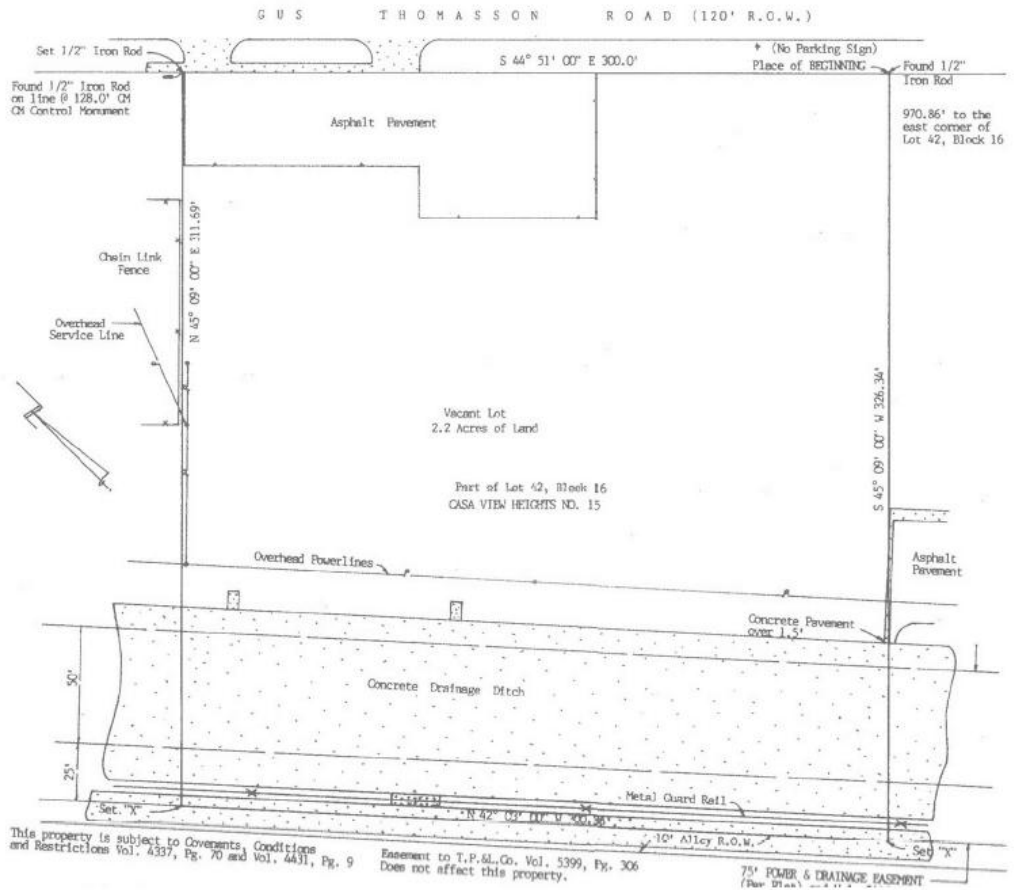 GUS THOMASSON ROAD (120' R.O.W.)
Set 1/2" Iron Rod
S 44° 51' 00" E 300.0'
(No Parking Sign)
Place of BEGINNING
Found 1/2"
Iron Rod
Found 1/2" Iron Rod
on line @ 128.0' CM
CM Control Monument
970.86' to the
east corner of
Lot 42, Block 16
Asphalt Pavement
N 45° 09' 00" E 311.69'
Chain Link
Fence
Overhead
Service Line
S 45° 09' 00" W 326.34'
Vacant Lot
2.2 Acres of Land
Part of Lot 42, Block 16
CASA VIEW HEIGHTS NO. 15
Overhead Powerlines
Asphalt
Pavement
Concrete Pavement
over 1.5'
50'
Concrete Drainage Ditch
25'
Metal Guard Rail
Set "X"
N 42° 03' 00" W 300.36'
10' Alley R.O.W.
Set "X"
This property is subject to Covenants, Conditions
and Restrictions Vol. 4337, Pg. 70 and Vol. 4431, Pg. 9
Easement to T.P.&L.Co. Vol. 5399, Pg. 306
Does not affect this property.
75' POWER & DRAINAGE EASEMENT
(Per Plat) and